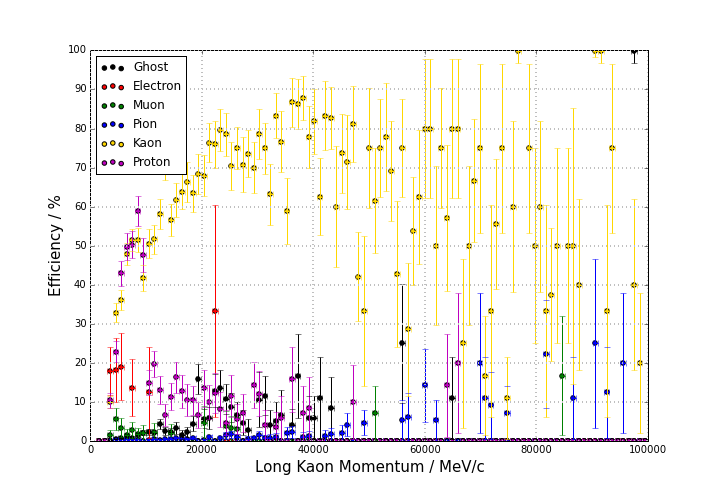 100
90
80
70
60
50
40
30
20
10
0
Efficiency / %
Ghost
Electron
Muon
Pion
Kaon
Proton
0 20000 40000 60000 80000 100000
Long Kaon Momentum / MeV/c